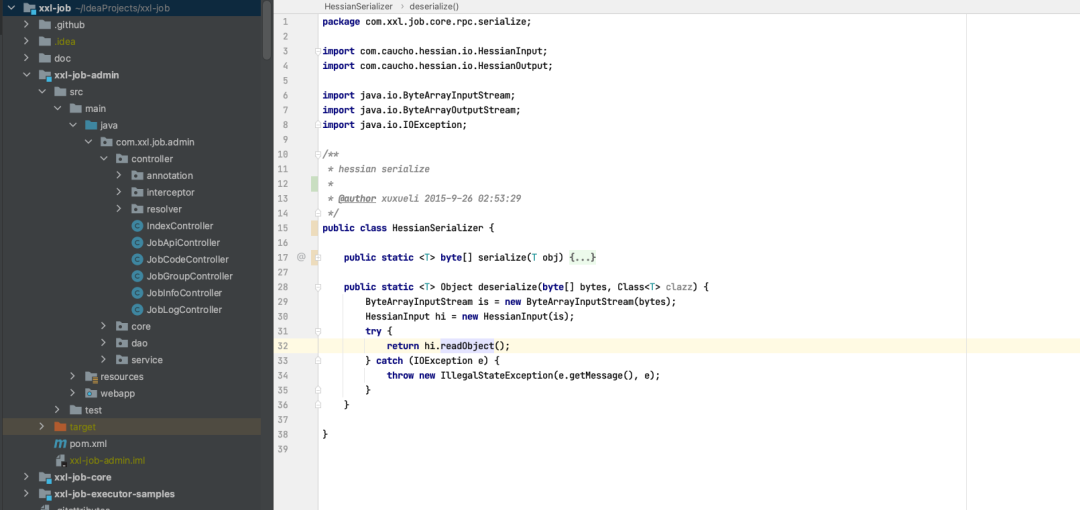 xxl-job ~/IdeaProjects/xxl-job
.github
.idea
doc
xxl-job-admin
src
main
java
com.xxl.job.admin
controller
annotation
interceptor
resolver
IndexController
JobApiController
JobCodeController
JobGroupController
JobInfoController
JobLogController
core
dao
service
resources
webapp
test
target
pom.xml
xxl-job-admin.iml
xxl-job-core
xxl-job-executor-samples
.gitattributes
HessianSerializer > deserialize()
1 package com.xxl.job.core.rpc.serialize;
2
3 import com.caucho.hessian.io.HessianInput;
4 import com.caucho.hessian.io.HessianOutput;
5
6 import java.io.ByteArrayInputStream;
7 import java.io.ByteArrayOutputStream;
8 import java.io.IOException;
9
10 /**
11 * hessian serialize
12 *
13 * @author xuxueli 2015-9-26 02:53:29
14 */
15 public class HessianSerializer {
16
17 @ public static <T> byte[] serialize(T obj) {...}
27
28 public static <T> Object deserialize(byte[] bytes, Class<T> clazz) {
29 ByteArrayInputStream is = new ByteArrayInputStream(bytes);
30 HessianInput hi = new HessianInput(is);
31 try {
32 return hi.readObject();
33 } catch (IOException e) {
34 throw new IllegalStateException(e.getMessage(), e);
35 }
36 }
37
38 }
39